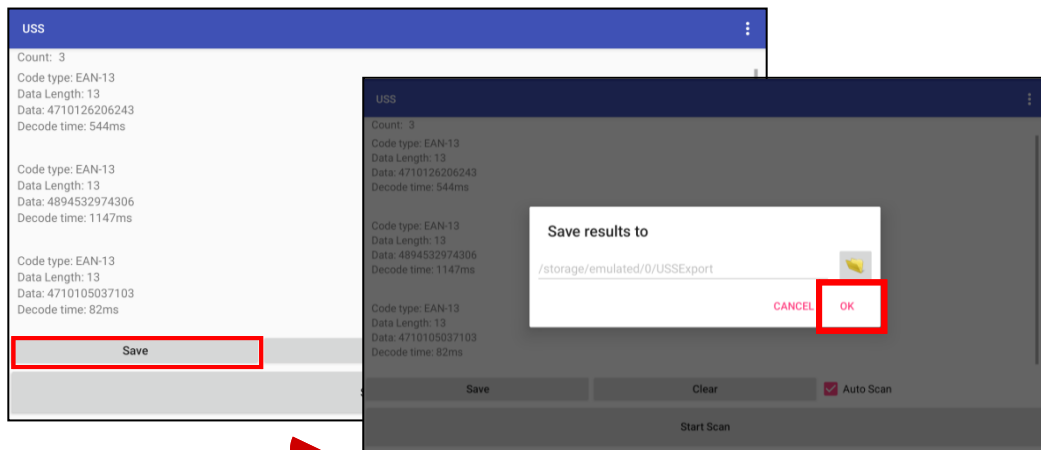 USS
Count: 3
Code type: EAN-13
Data Length: 13
Data: 4710126206243
Decode time: 544ms
Code type: EAN-13
Data Length: 13
Data: 4894532974306
Decode time: 1147ms
Code type: EAN-13
Data Length: 13
Data: 4710105037103
Decode time: 82ms
Save
USS
Count: 3
Code type: EAN-13
Data Length: 13
Data: 4710126206243
Decode time: 544ms
Code type: EAN-13
Data Length: 13
Data: 4894532974306
Decode time: 1147ms
Code type: EAN-13
Data Length: 13
Data: 4710105037103
Decode time: 82ms
Save results to
/storage/emulated/0/USSExport
CANCEL OK
Save Clear Auto Scan
Start Scan